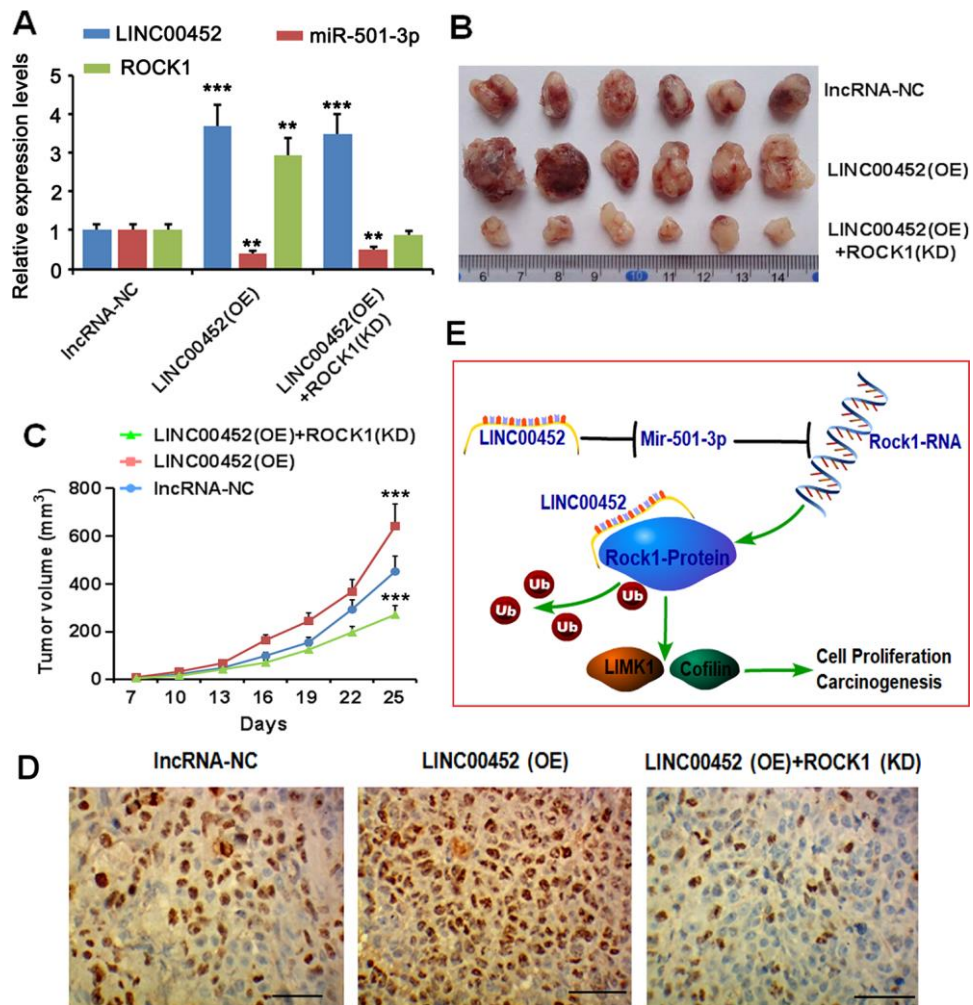 A
LINC00452
miR-501-3p
ROCK1
Relative expression levels
5
4
3
2
1
0
***
**
**
***
**
lncRNA-NC
LINC00452(OE)
LINC00452(OE)
+ROCK1(KD)
B
lncRNA-NC
LINC00452(OE)
LINC00452(OE)
+ROCK1(KD)
6 7 8 9 10 11 12 13 14
C
LINC00452(OE)+ROCK1(KD)
LINC00452(OE)
lncRNA-NC
Tumor volume (mm3)
800
600
400
200
0
***
***
7 10 13 16 19 22 25
Days
E
LINC00452
Mir-501-3p
Rock1-RNA
LINC00452
Rock1-Protein
Ub
Ub
Ub
Ub
LIMK1
Cofilin
Cell Proliferation
Carcinogenesis
D
lncRNA-NC
LINC00452 (OE)
LINC00452 (OE)+ROCK1 (KD)